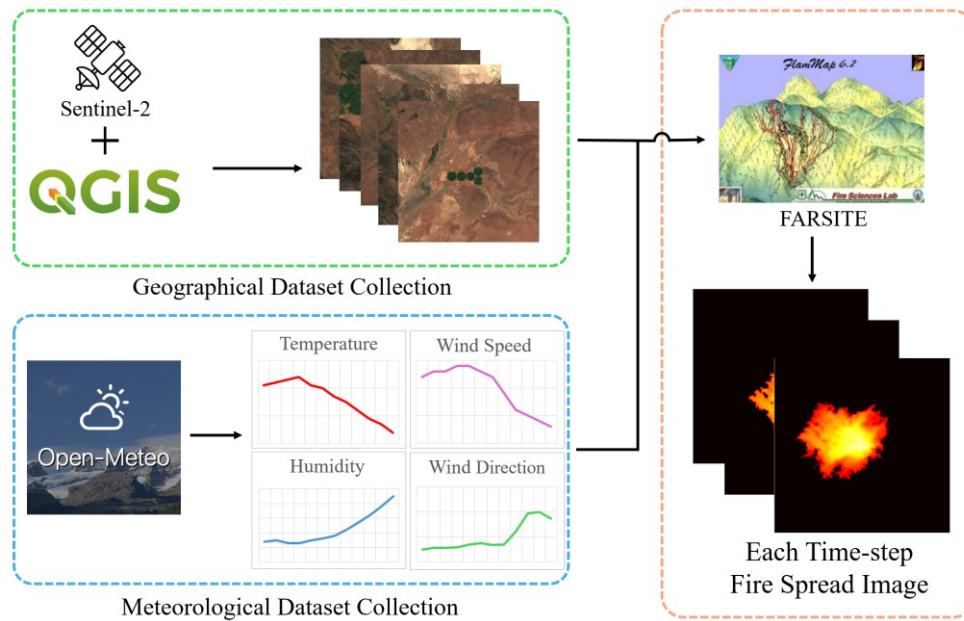 Sentinel-2
+
QGIS
Geographical Dataset Collection
Open-Meteo
Temperature
Wind Speed
Humidity
Wind Direction
Meteorological Dataset Collection
FlamMap 6.2
Fire Sciences Lab
FARSITE
Each Time-step
Fire Spread Image